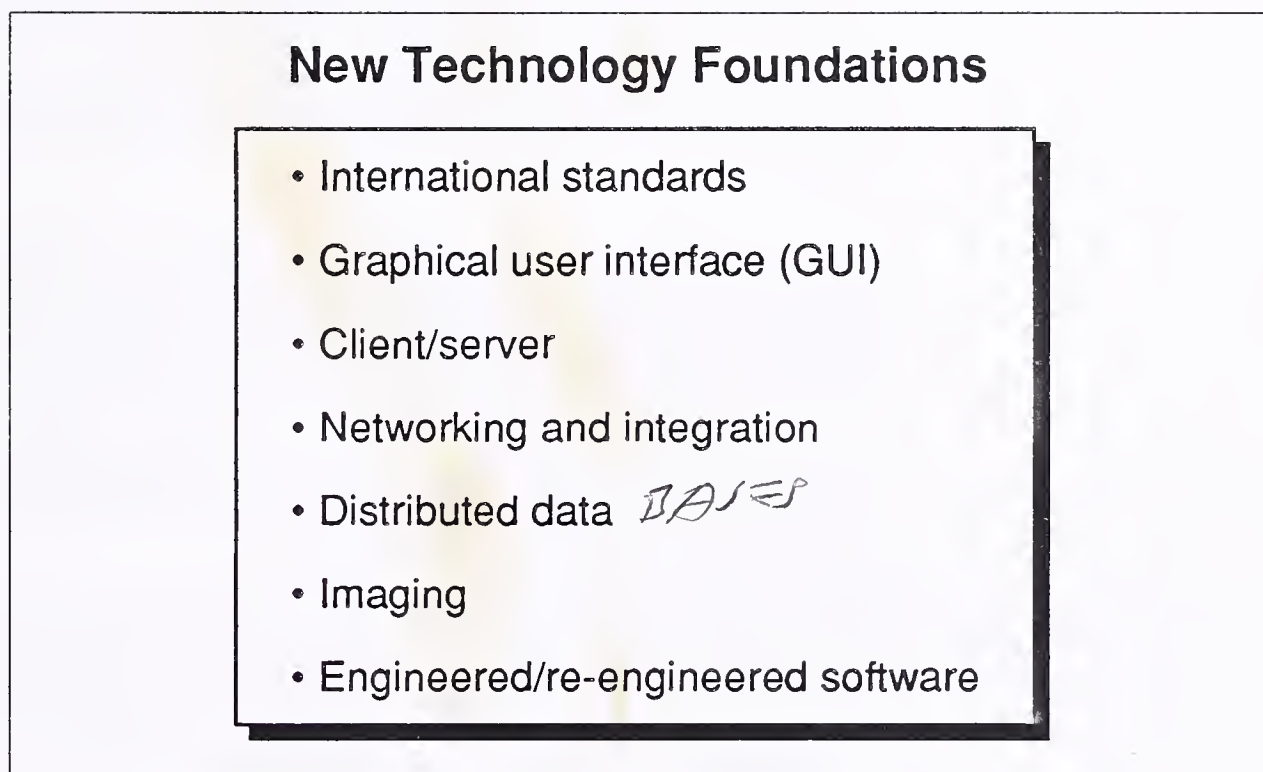 New Technology Foundations
• International standards
• Graphical user interface (GUI)
• Client/server
• Networking and integration
• Distributed data BASES
• Imaging
• Engineered/re-engineered software